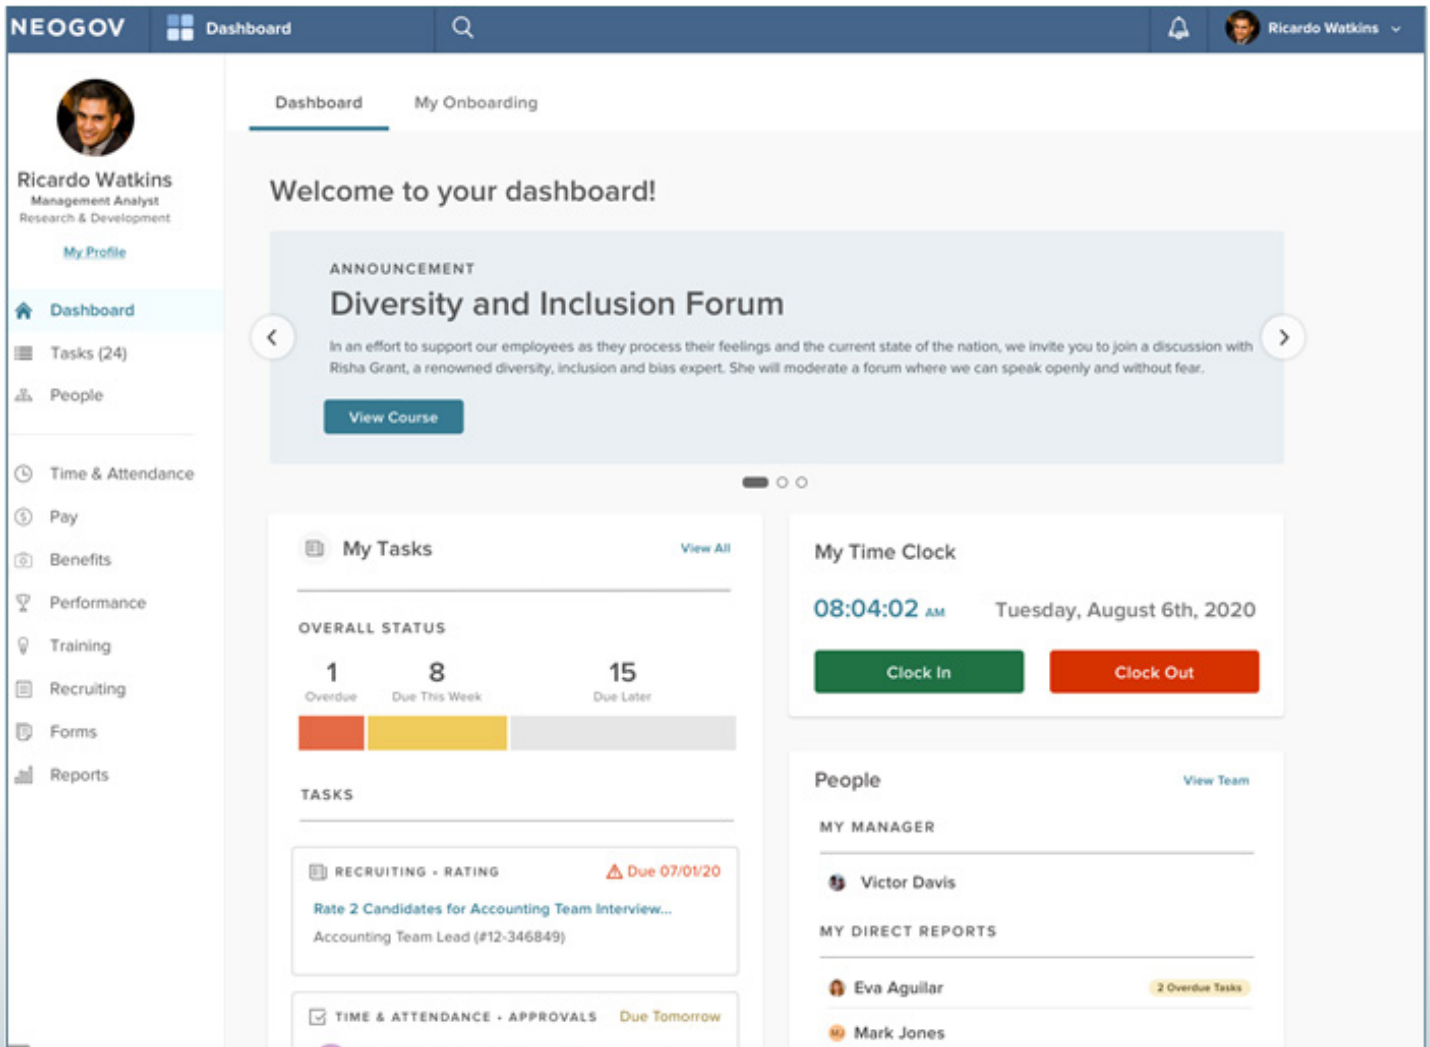 NEOGOV
Dashboard
Ricardo Watkins
Ricardo Watkins
Management Analyst
Research & Development
My Profile
Dashboard
Tasks (24)
People
Time & Attendance
Pay
Benefits
Performance
Training
Recruiting
Forms
Reports
Dashboard My Onboarding
Welcome to your dashboard!
ANNOUNCEMENT
Diversity and Inclusion Forum
In an effort to support our employees as they process their feelings and the current state of the nation, we invite you to join a discussion with
Risha Grant, a renowned diversity, inclusion and bias expert. She will moderate a forum where we can speak openly and without fear.
View Course
My Tasks View All
OVERALL STATUS
1 8 15
Overdue Due This Week Due Later
TASKS
RECRUITING • RATING Due 07/01/20
Rate 2 Candidates for Accounting Team Interview...
Accounting Team Lead (#12-346849)
TIME & ATTENDANCE • APPROVALS Due Tomorrow
My Time Clock
08:04:02 AM Tuesday, August 6th, 2020
Clock In Clock Out
People View Team
MY MANAGER
Victor Davis
MY DIRECT REPORTS
Eva Aguilar 2 Overdue Tasks
MJ Mark Jones